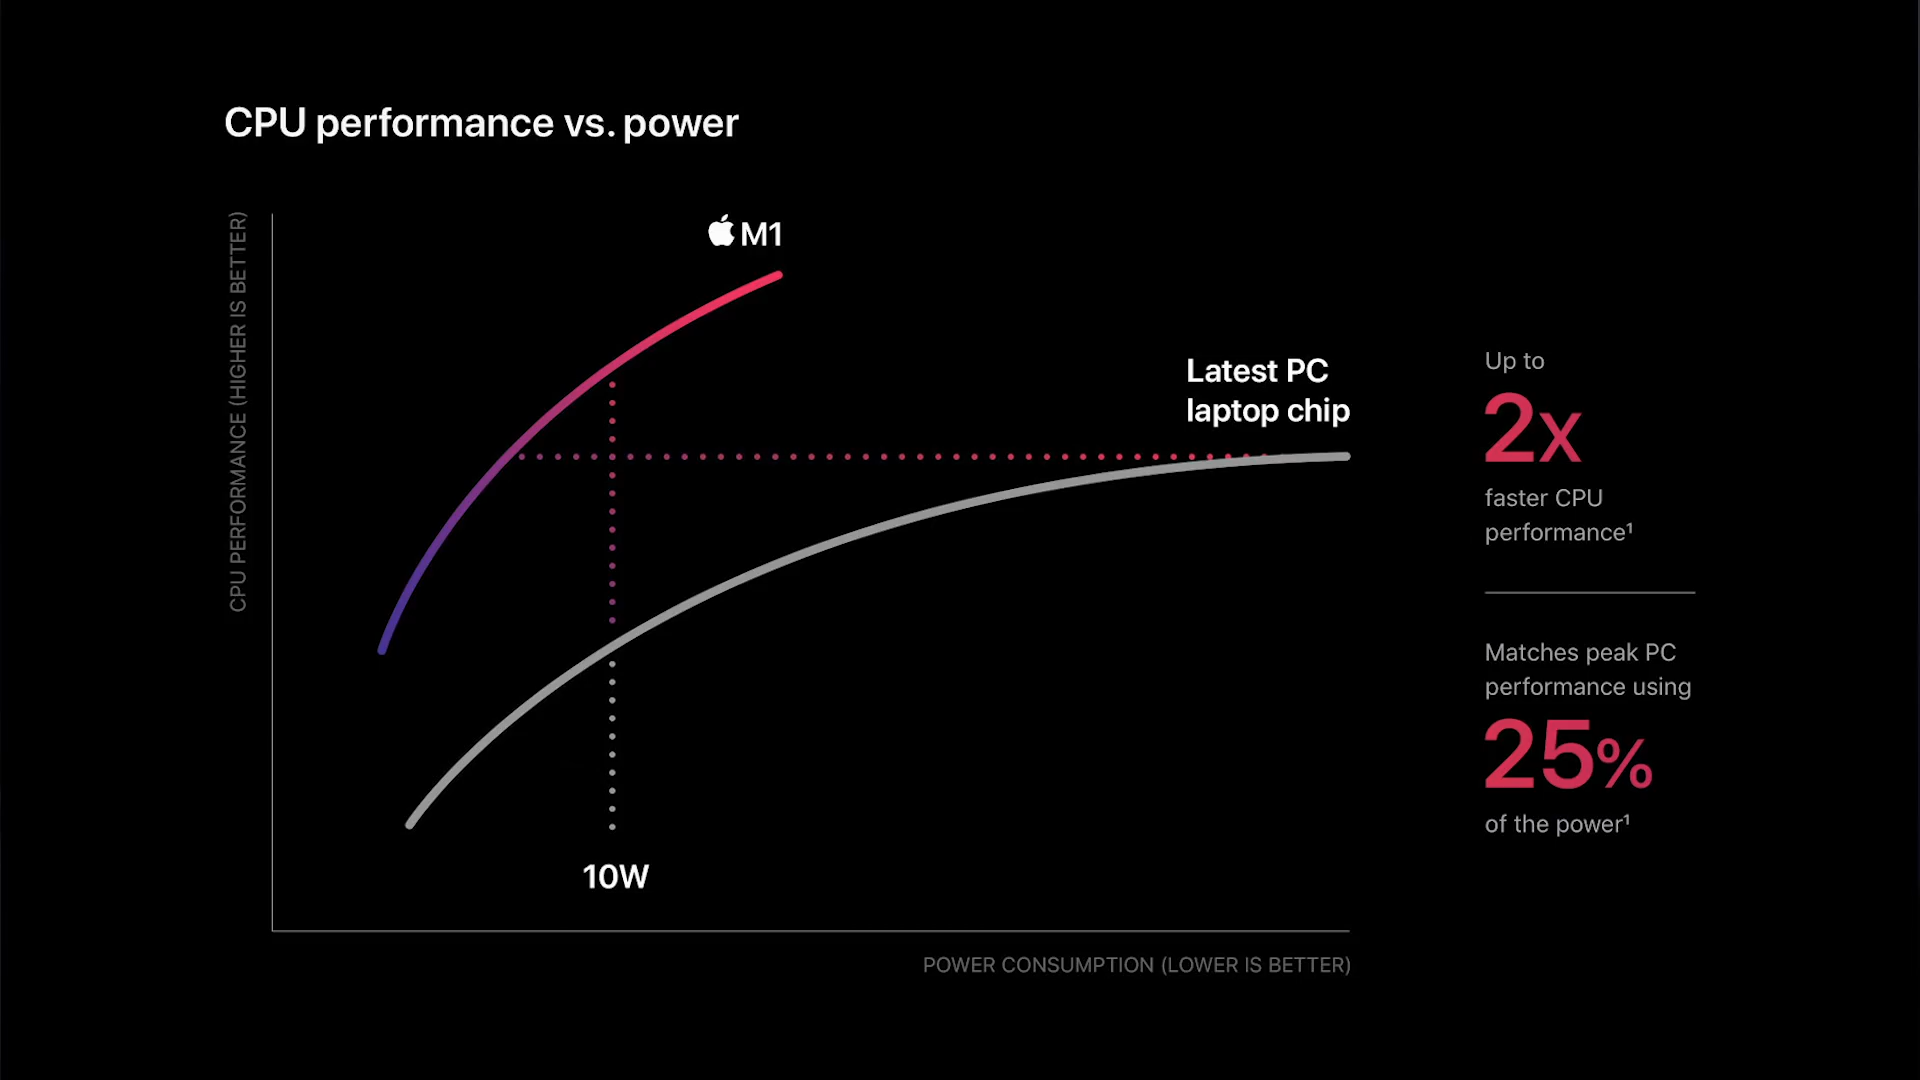 CPU performance vs. power
CPU PERFORMANCE (HIGHER IS BETTER)
M1
Latest PC
laptop chip
10W
POWER CONSUMPTION (LOWER IS BETTER)
Up to
2x
faster CPU
performance¹
Matches peak PC
performance using
25%
of the power¹